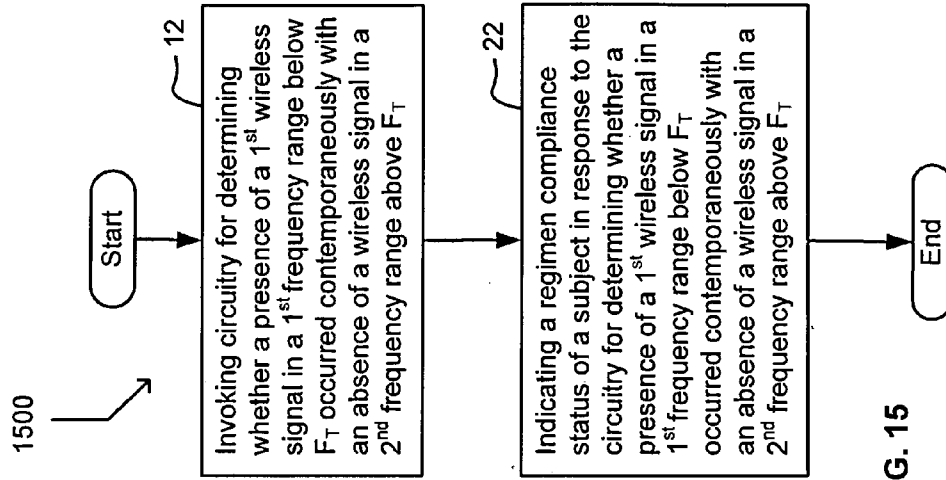 1500
Start
12
Invoking circuitry for determining
whether a presence of a 1st wireless
signal in a 1st frequency range below
FT occurred contemporaneously with
an absence of a wireless signal in a
2nd frequency range above FT
22
Indicating a regimen compliance
status of a subject in response to the
circuitry for determining whether a
presence of a 1st wireless signal in a
1st frequency range below FT
occurred contemporaneously with
an absence of a wireless signal in a
2nd frequency range above FT
End
G. 15